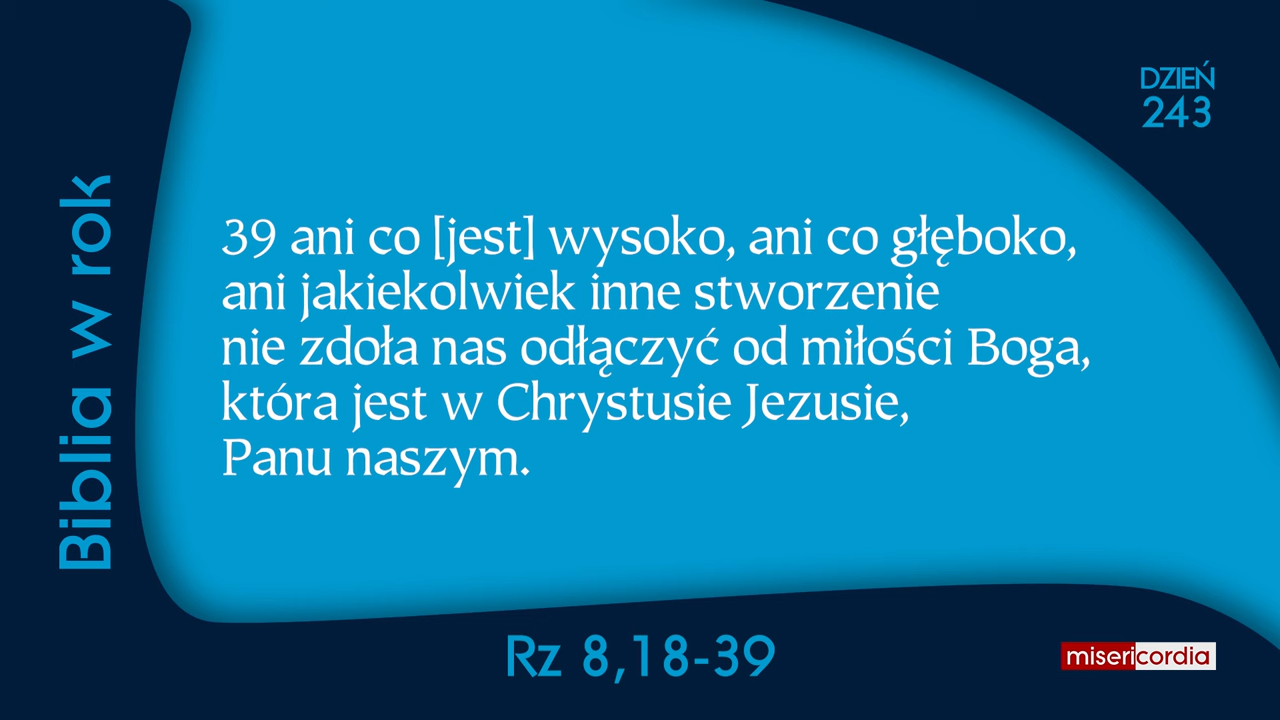 DZIEŃ
243
Biblia w rok
39 ani co [jest] wysoko, ani co głęboko,
ani jakiekolwiek inne stworzenie
nie zdoła nas odłączyć od miłości Boga,
która jest w Chrystusie Jezusie,
Panu naszym.
Rz 8,18-39
misericordia